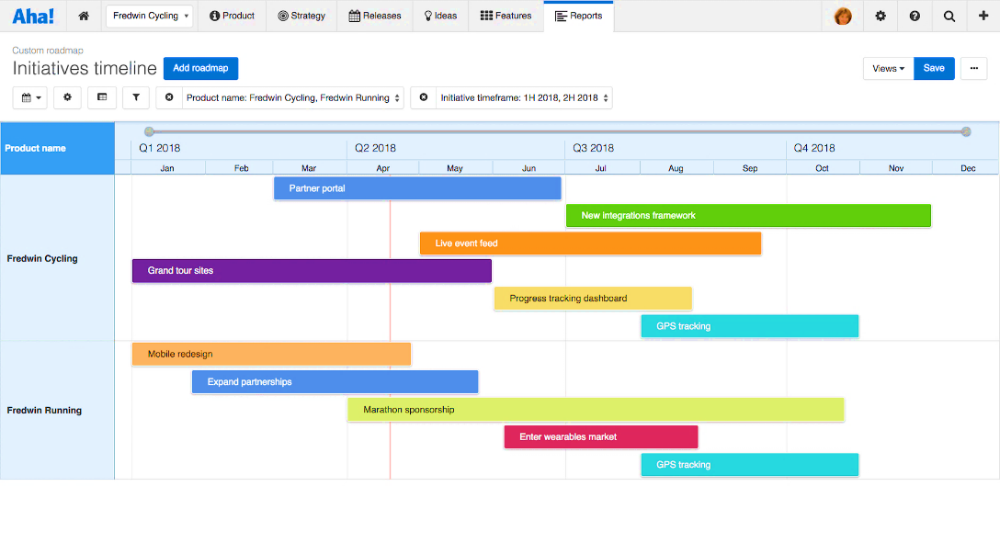 Aha! Fredwin Cycling Product Strategy Releases Ideas Features Reports
Custom roadmap
Initiatives timeline Add roadmap Views Save
Product name: Fredwin Cycling, Fredwin Running Initiative timeframe: 1H 2018, 2H 2018
Product name
Q1 2018 Q2 2018 Q3 2018 Q4 2018
Jan Feb Mar Apr May Jun Jul Aug Sep Oct Nov Dec
Fredwin Cycling
Partner portal
New integrations framework
Live event feed
Grand tour sites
Progress tracking dashboard
GPS tracking
Fredwin Running
Mobile redesign
Expand partnerships
Marathon sponsorship
Enter wearables market
GPS tracking